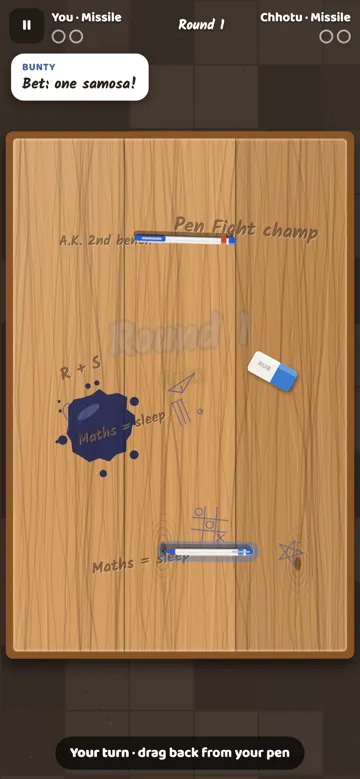 You · Missile
Round 1
Chhotu · Missile
BUNTY
Bet: one samosa!
Pen Fight champ
A.K. 2nd bench
Round 1
R + S
RUB
Maths = sleep
Maths = sleep
Your turn · drag back from your pen